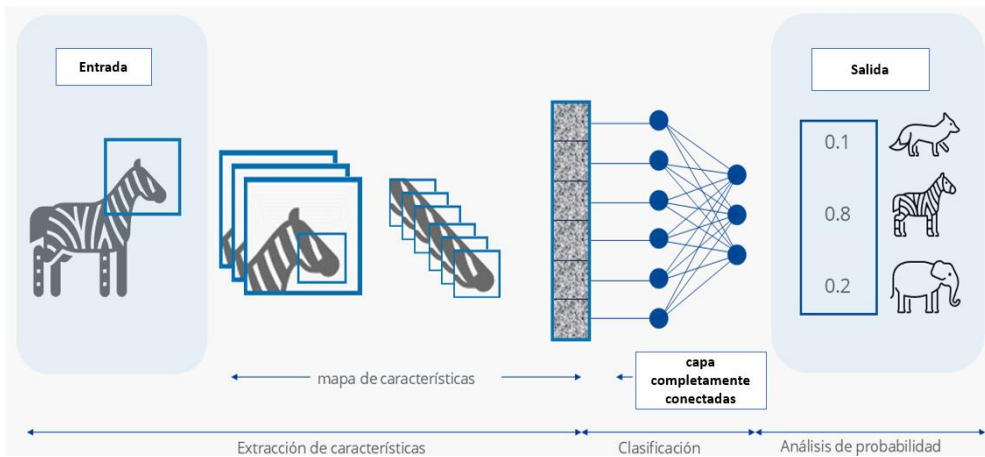 Entrada
Salida
0.1
0.8
0.2
mapa de características
capa
completamente
conectadas
Extracción de características
Clasificación
Análisis de probabilidad